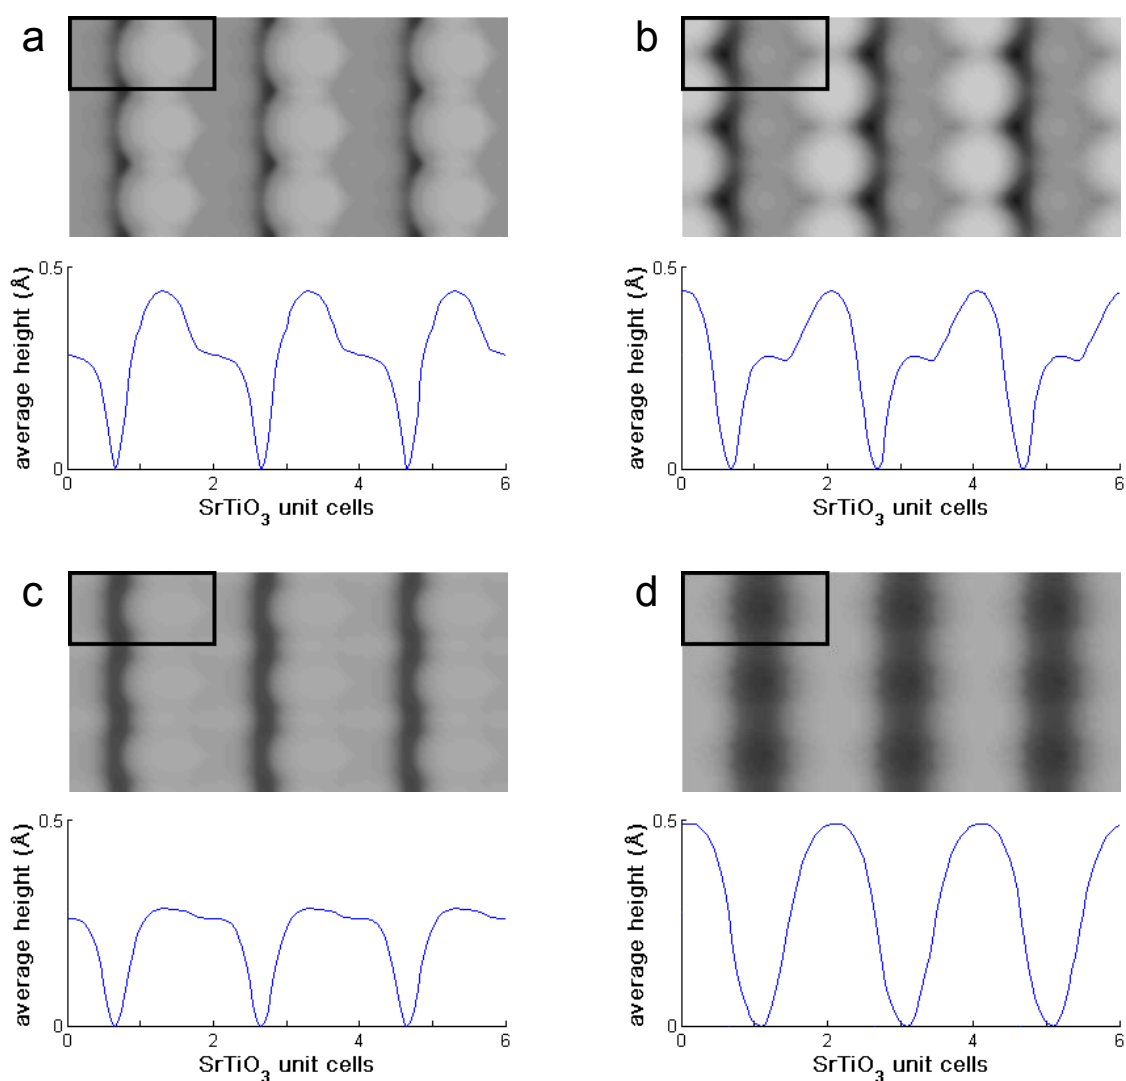 a
0.5
0
average height (Å)
0 2 4 6
SrTiO₃ unit cells
b
0.5
0
average height (Å)
0 2 4 6
SrTiO₃ unit cells
c
0.5
0
average height (Å)
0 2 4 6
SrTiO₃ unit cells
d
0.5
0
average height (Å)
0 2 4 6
SrTiO₃ unit cells